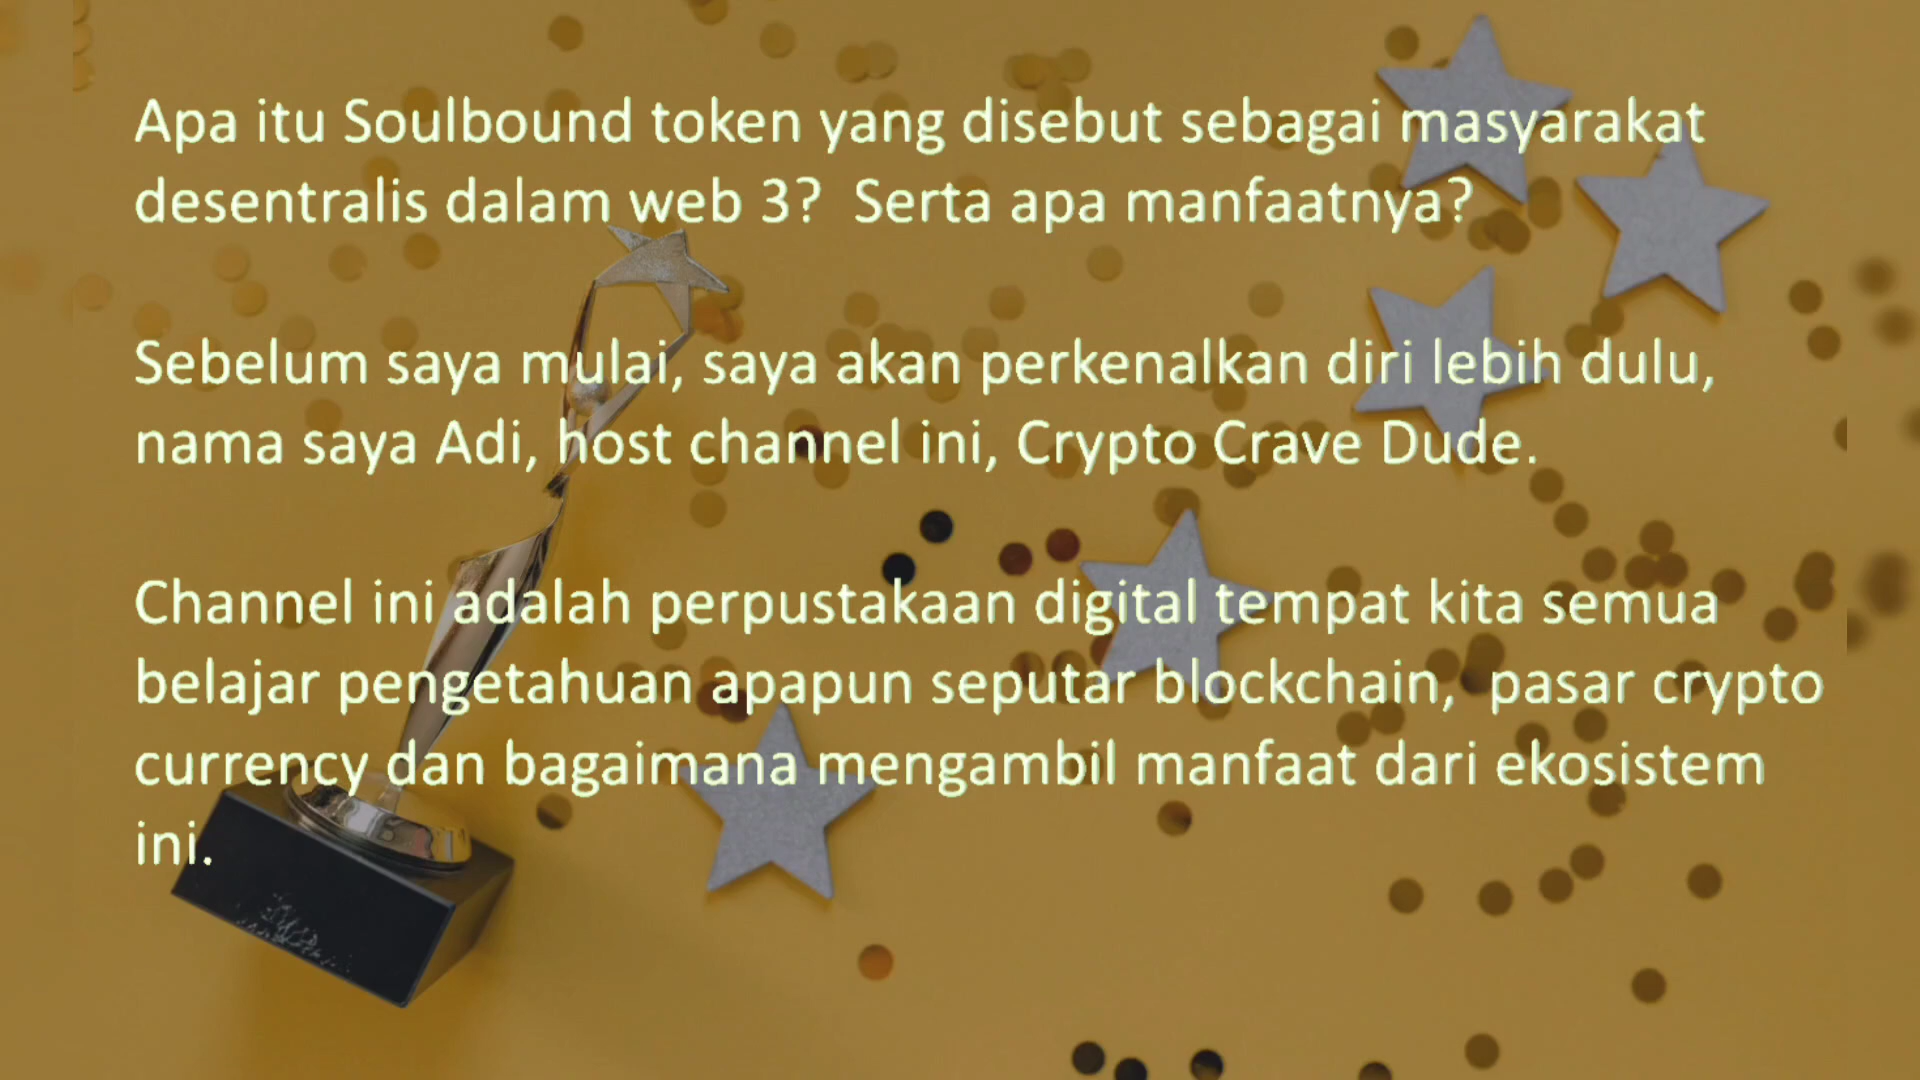 Apa itu Soulbound token yang disebut sebagai masyarakat
desentralis dalam web 3?  Serta apa manfaatnya?
Sebelum saya mulai, saya akan perkenalkan diri lebih dulu,
nama saya Adi, host channel ini, Crypto Crave Dude.
Channel ini adalah perpustakaan digital tempat kita semua
belajar pengetahuan apapun seputar blockchain,  pasar crypto
currency dan bagaimana mengambil manfaat dari ekosistem
ini.